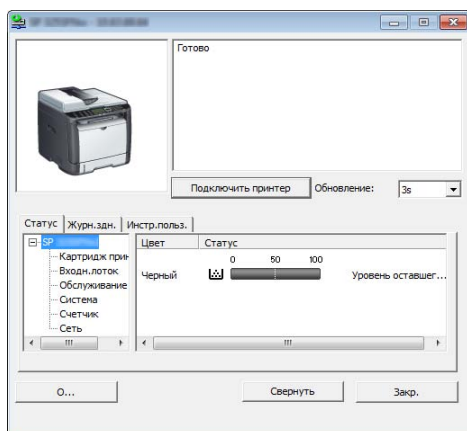 Готово
Подключить принтер
Обновление:
3s
Статус
Журн.здн.
Инстр.польз.
SP
Картридж прин
Входн.лоток
Обслуживание
Система
Счетчик
Сеть
Цвет
Статус
0 50 100
Черный
Уровень оставшег...
О...
Свернуть
Закр.